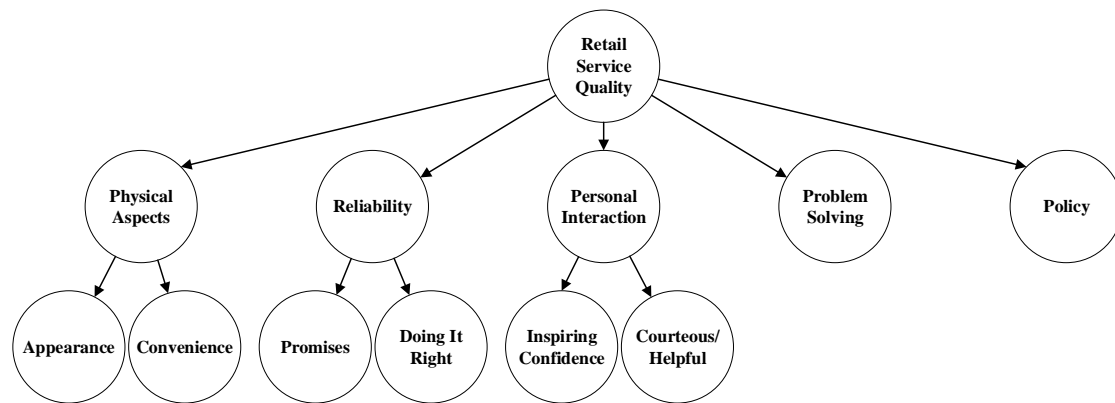 Retail
Service
Quality
Physical
Aspects
Reliability
Personal
Interaction
Problem
Solving
Policy
Appearance
Convenience
Promises
Doing It
Right
Inspiring
Confidence
Courteous/
Helpful